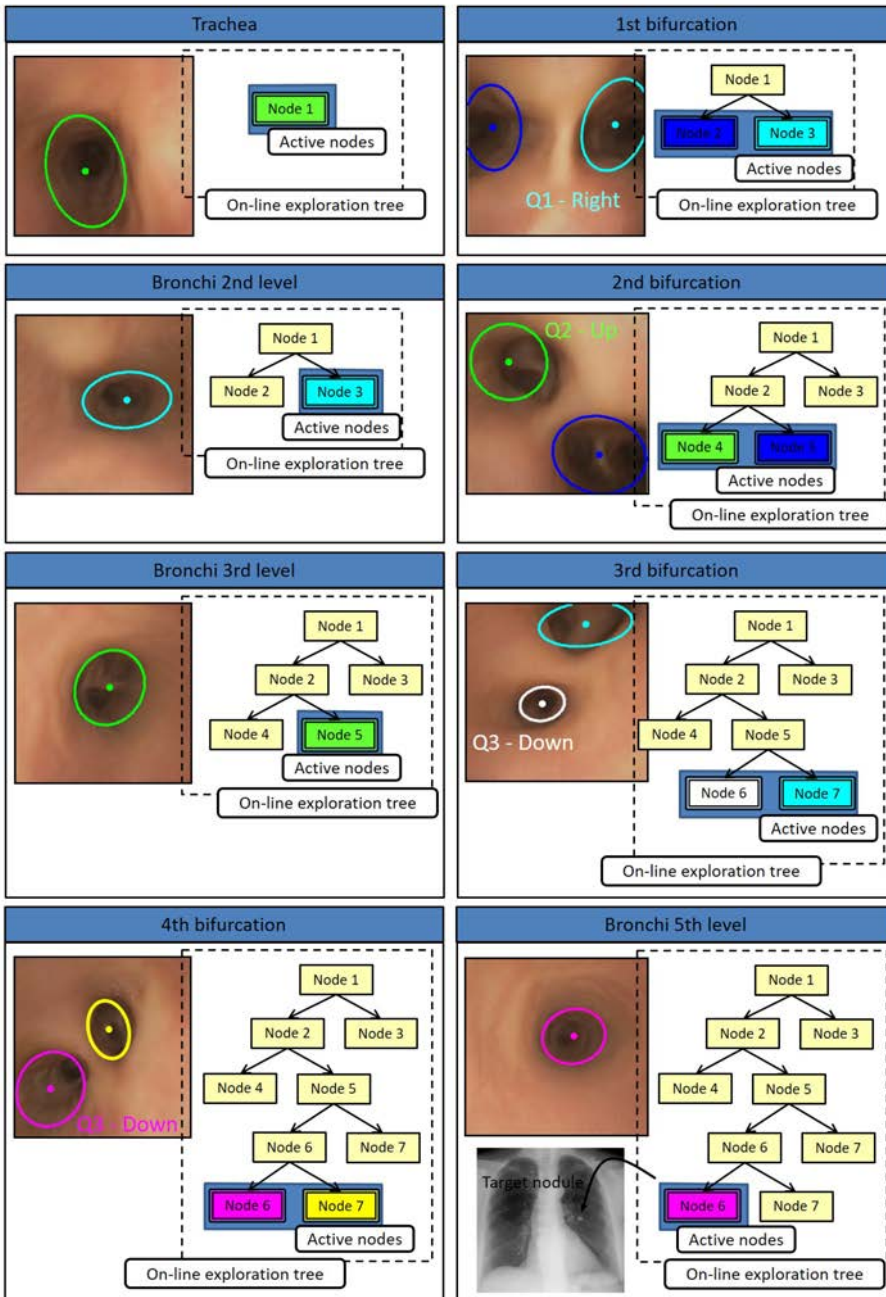 Trachea
Node 1
Active nodes
On-line exploration tree
1st bifurcation
Node 1
Node 2
Node 3
Q1 - Right
Active nodes
On-line exploration tree
Bronchi 2nd level
Node 1
Node 2
Node 3
Active nodes
On-line exploration tree
2nd bifurcation
Q2 - Up
Node 1
Node 2
Node 3
Node 4
Node 5
Active nodes
On-line exploration tree
Bronchi 3rd level
Node 1
Node 2
Node 3
Node 4
Node 5
Active nodes
On-line exploration tree
3rd bifurcation
Node 1
Node 2
Node 3
Node 4
Node 5
Q3 - Down
Node 6
Node 7
Active nodes
On-line exploration tree
4th bifurcation
Node 1
Node 2
Node 3
Node 4
Node 5
Q3 - Down
Node 6
Node 7
Node 6
Node 7
Active nodes
On-line exploration tree
Bronchi 5th level
Node 1
Node 2
Node 3
Node 4
Node 5
Node 6
Node 7
Target nodule
Node 6
Node 7
Active nodes
On-line exploration tree